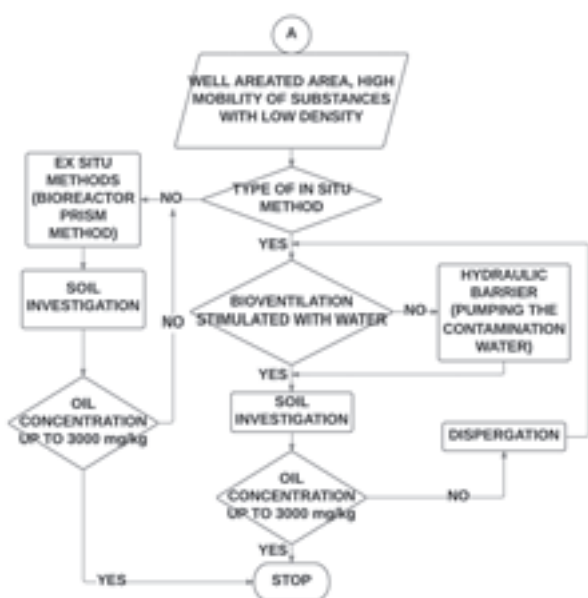 A
WELL AREATED AREA, HIGH
MOBILITY OF SUBSTANCES
WITH LOW DENSITY
EX SITU
METHODS
(BIOREACTOR
PRISM
METHOD)
NO
TYPE OF IN SITU
METHOD
YES
SOIL
INVESTIGATION
NO
BIOVENTILATION
STIMULATED WITH WATER
NO
HYDRAULIC
BARRIER
(PUMPING THE
CONTAMINATION
WATER)
YES
OIL
CONCENTRATION
UP TO 3000 mg/kg
SOIL
INVESTIGATION
DISPERGATION
OIL
CONCENTRATION
UP TO 3000 mg/kg
NO
YES
YES
STOP